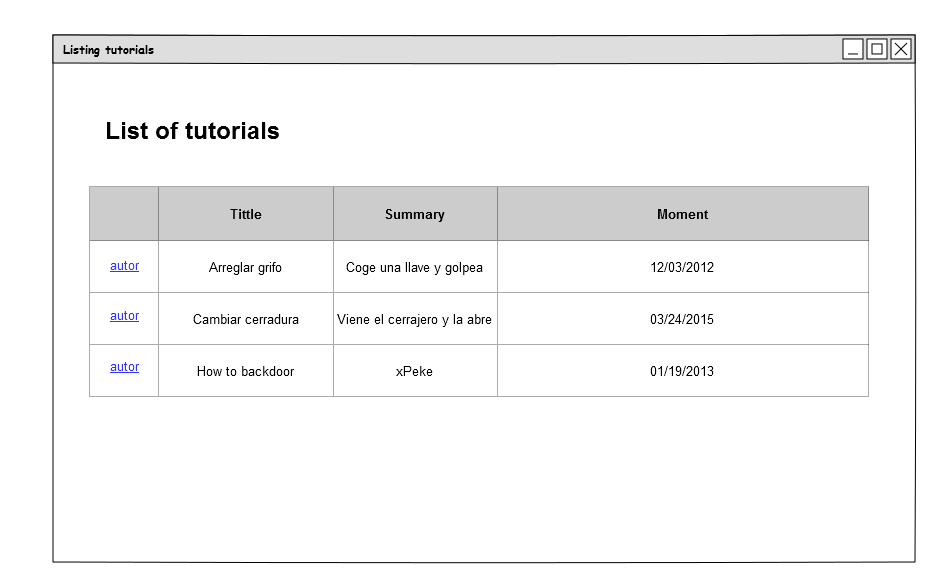 Listing tutorials
List of tutorials
Tittle Summary Moment
autor Arreglar grifo Coge una llave y golpea 12/03/2012
autor Cambiar cerradura Viene el cerrajero y la abre 03/24/2015
autor How to backdoor xPeke 01/19/2013